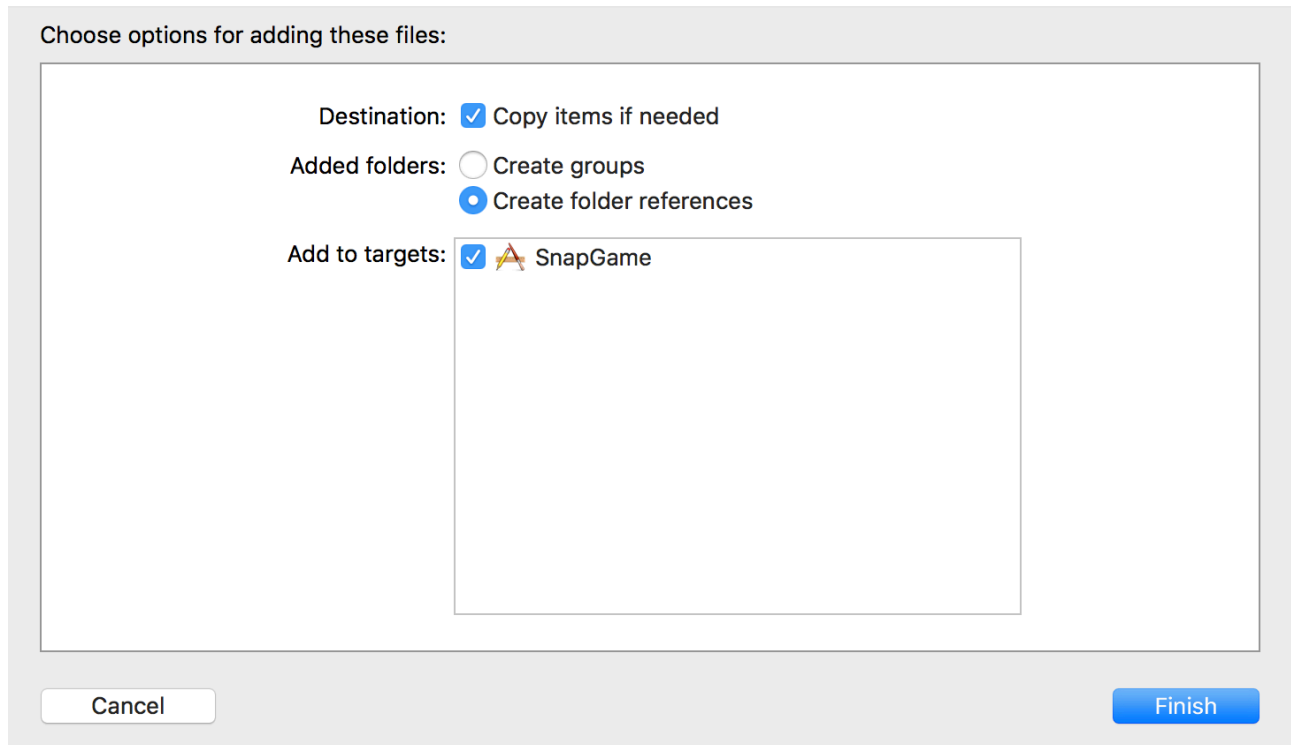 Choose options for adding these files:
Destination: Copy items if needed
Added folders: Create groups
Create folder references
Add to targets: SnapGame
Cancel Finish